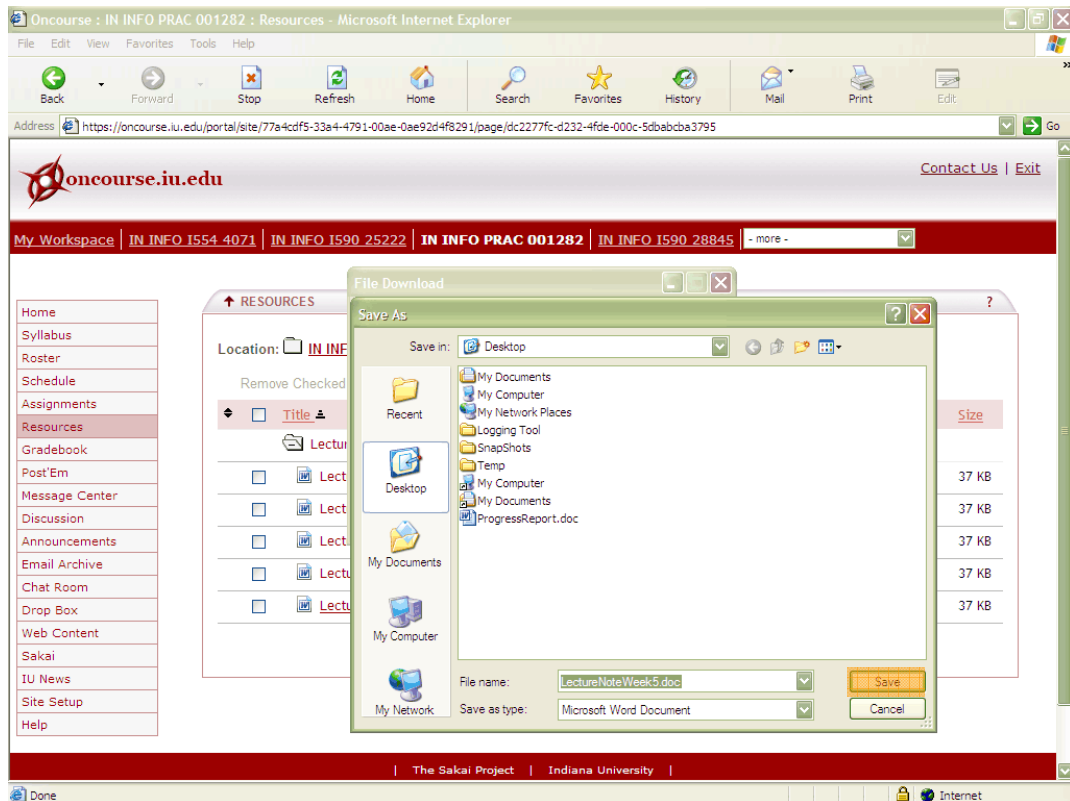 Oncourse : IN INFO PRAC 001282 : Resources - Microsoft Internet Explorer
File Edit View Favorites Tools Help
Back Forward Stop Refresh Home Search Favorites History Mail Print Edit
Address https://oncourse.iu.edu/portal/site/77a4cdf5-33a4-4791-00ae-0ae92d4f8291/page/dc2277fc-d232-4fde-000c-5dbabcba3795 Go
oncourse.iu.edu
Contact Us | Exit
My Workspace | IN INFO I554 4071 | IN INFO I590 25222 | IN INFO PRAC 001282 | IN INFO I590 28845 | - more -
Home
Syllabus
Roster
Schedule
Assignments
Resources
Gradebook
Post'Em
Message Center
Discussion
Announcements
Email Archive
Chat Room
Drop Box
Web Content
Sakai
IU News
Site Setup
Help
RESOURCES ?
Location: IN INF
Remove Checked
Title Size
Lectur
Lect 37 KB
Lect 37 KB
Lect 37 KB
Lectu 37 KB
Lectu 37 KB
File Download
Save As ?
Save in: Desktop
Recent
Desktop
My Documents
My Computer
My Network
My Documents
My Computer
My Network Places
Logging Tool
SnapShots
Temp
My Computer
My Documents
ProgressReport.doc
File name: LectureNoteWeek5.doc Save
Save as type: Microsoft Word Document Cancel
| The Sakai Project | Indiana University |
Done Internet